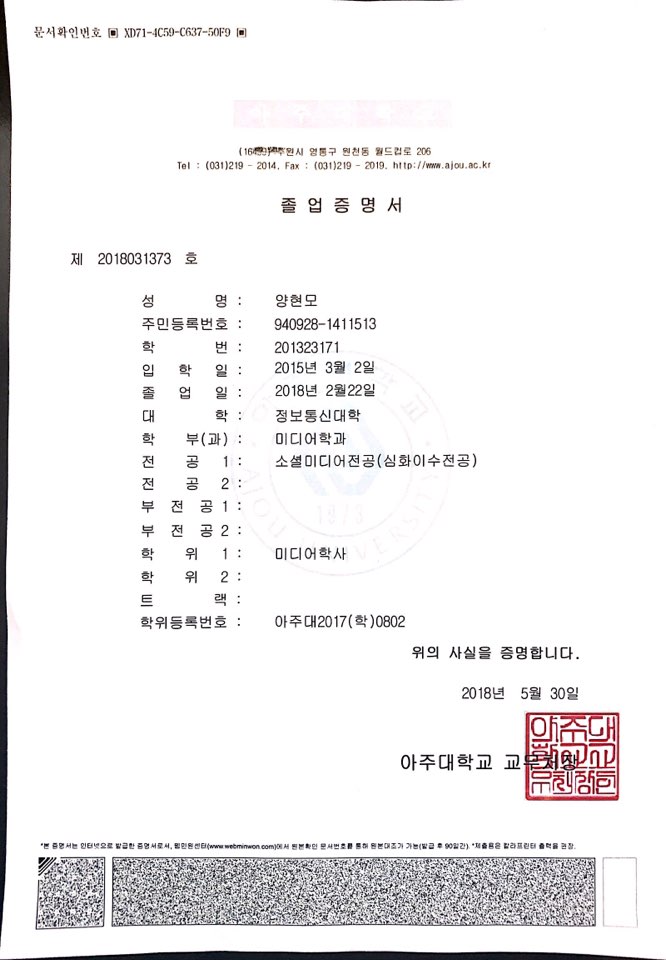 문서확인번호 ▣ XD71-4C59-C637-50F9 ▣
수원시 영통구 원천동 월드컵로 206
Tel : (031)219 - 2014, Fax : (031)219 - 2019, http://www.ajou.ac.kr
졸 업 증 명 서
제 2018031373 호
성 명 : 양현모
주민등록번호 : 940928-1411513
학 번 : 201323171
입 학 일 : 2015년 3월 2일
졸 업 일 : 2018년 2월22일
대 학 : 정보통신대학
학 부(과) : 미디어학과
전 공 1 : 소셜미디어전공(심화이수전공)
전 공 2 :
부 전 공 1 :
부 전 공 2 :
학 위 1 : 미디어학사
학 위 2 :
트 랙 :
학위등록번호 : 아주대2017(학)0802
1973
AJOU UNIVERSITY
위의 사실을 증명합니다.
2018년 5월 30일
아주대학교 교무처장
*본 증명서는 인터넷으로 발급한 증명서로서, 웹민원센터(www.webminwon.com)에서 원본확인 문서번호를 통하여 원본대조가 가능(발급 후 90일간). *제출용은 칼라프린터 출력을 권장.